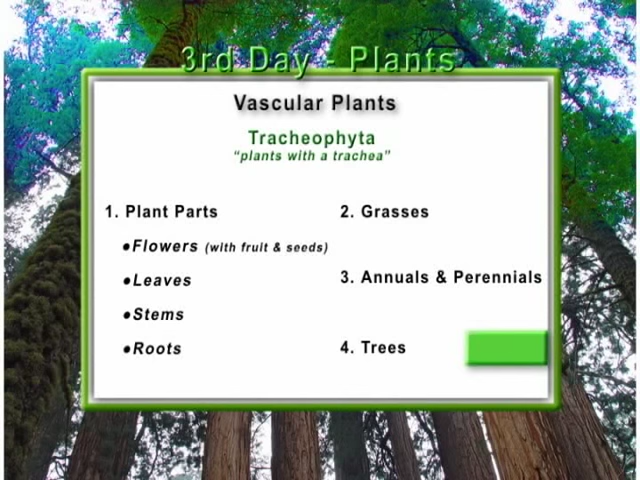 3rd Day - Plants
Vascular Plants
Tracheophyta
“plants with a trachea”
1. Plant Parts
•Flowers (with fruit & seeds)
•Leaves
•Stems
•Roots
2. Grasses
3. Annuals & Perennials
4. Trees